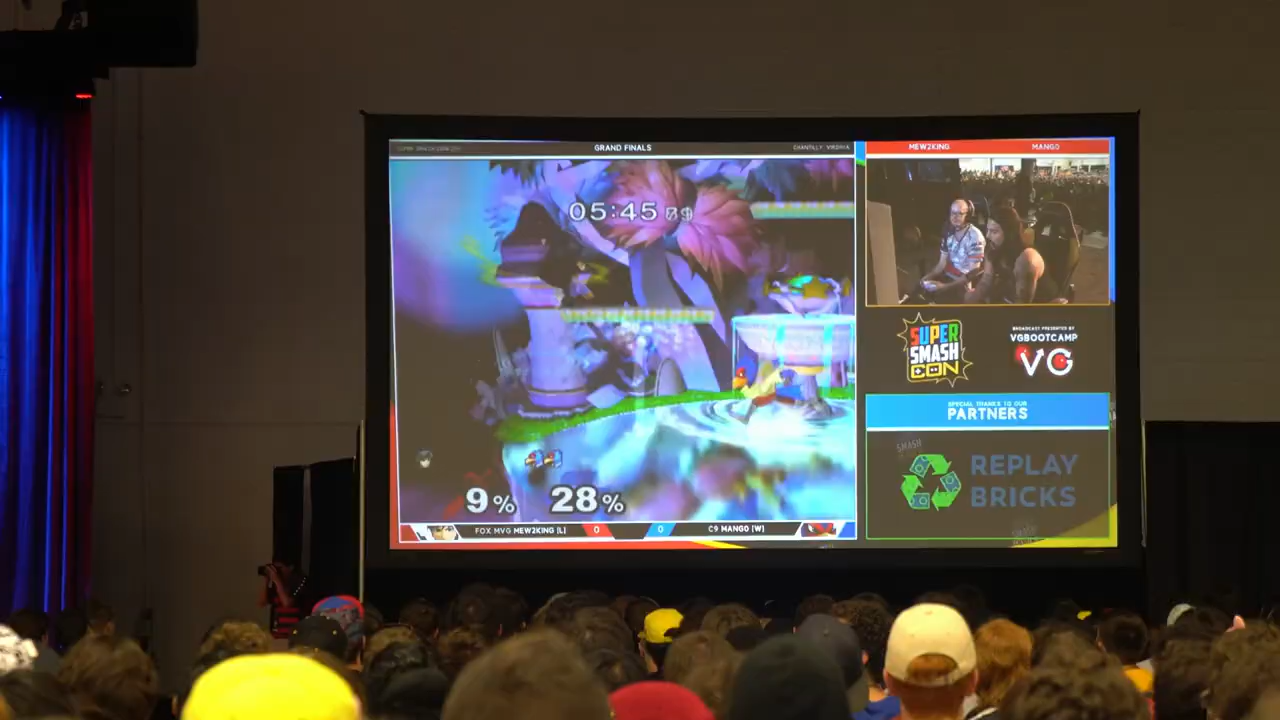 GRAND FINALS
CHANTILLY, VIRGINIA
MEW2KING
MANGO
05:45
SUPER
SMASH
CON
BROADCAST PRESENTED BY
VGBOOTCAMP
VG
SPECIAL THANKS TO OUR
PARTNERS
SMASH
REPLAY
BRICKS
9%
28%
FOX MVG MEW2KING [L]
0
0
C9 MANGO [W]